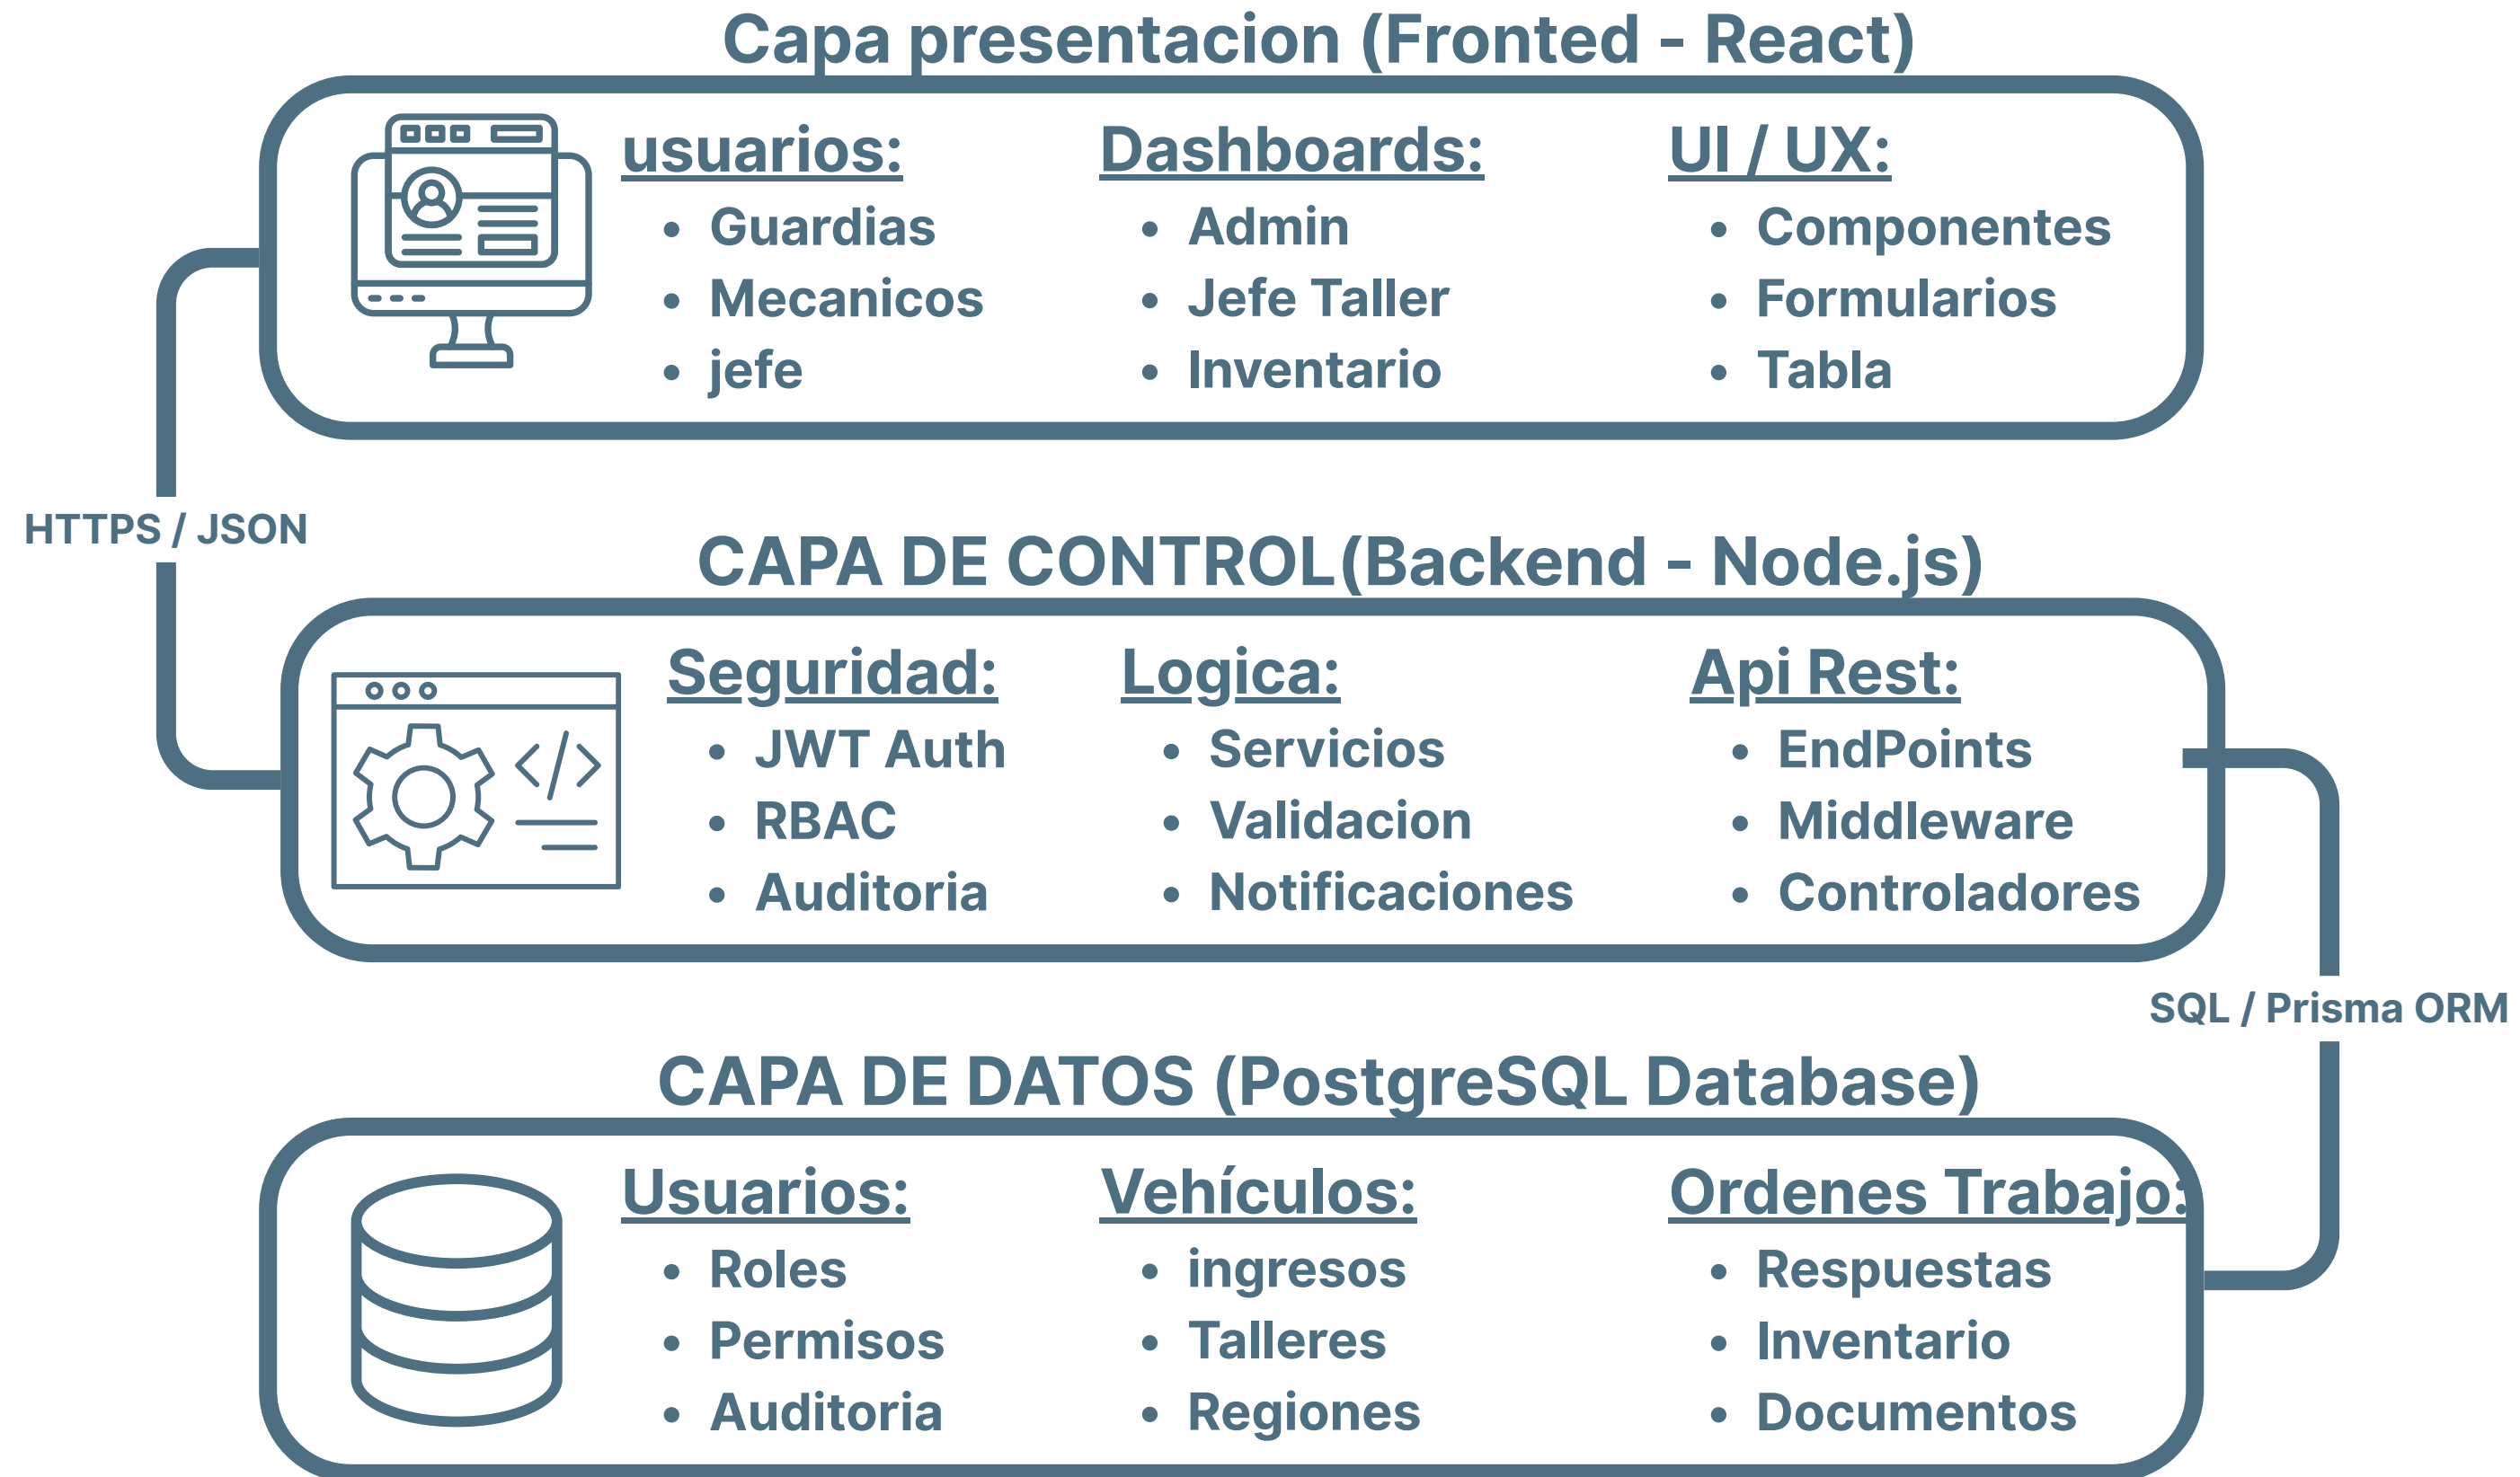 Capa presentacion (Fronted - React)
usuarios:
• Guardias
• Mecanicos
• jefe
Dashboards:
• Admin
• Jefe Taller
• Inventario
UI / UX:
• Componentes
• Formularios
• Tabla
HTTPS / JSON
CAPA DE CONTROL(Backend - Node.js)
Seguridad:
• JWT Auth
• RBAC
• Auditoria
Logica:
• Servicios
• Validacion
• Notificaciones
Api Rest:
• EndPoints
• Middleware
• Controladores
SQL / Prisma ORM
CAPA DE DATOS (PostgreSQL Database)
Usuarios:
• Roles
• Permisos
• Auditoria
Vehículos:
• ingresos
• Talleres
• Regiones
Ordenes Trabajo:
• Respuestas
• Inventario
• Documentos